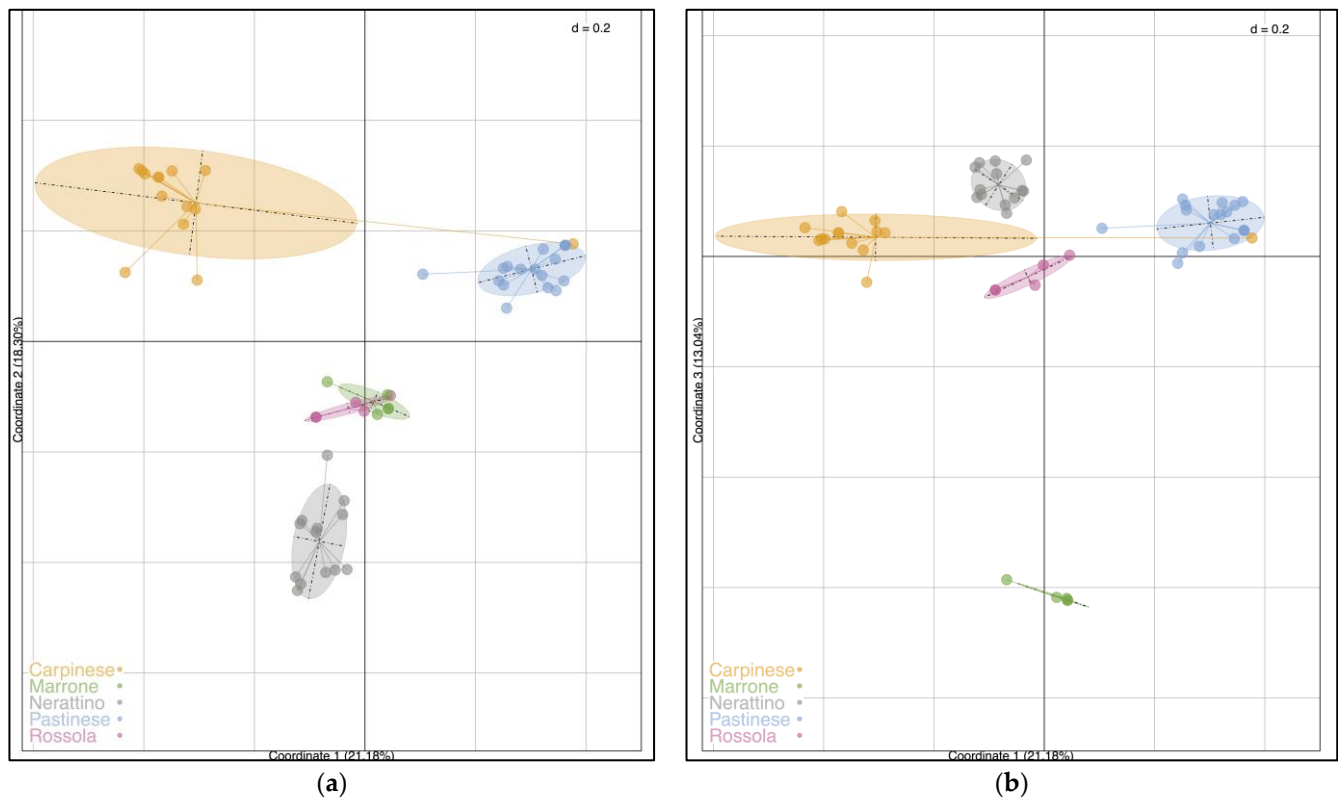 d = 0.2
Coordinate 2 (18.30%)
Carpinese
Marrone
Nerattino
Pastinese
Rossola
Coordinate 1 (21.18%)
(a)
d = 0.2
Coordinate 3 (13.04%)
Carpinese
Marrone
Nerattino
Pastinese
Rossola
Coordinate 1 (21.18%)
(b)